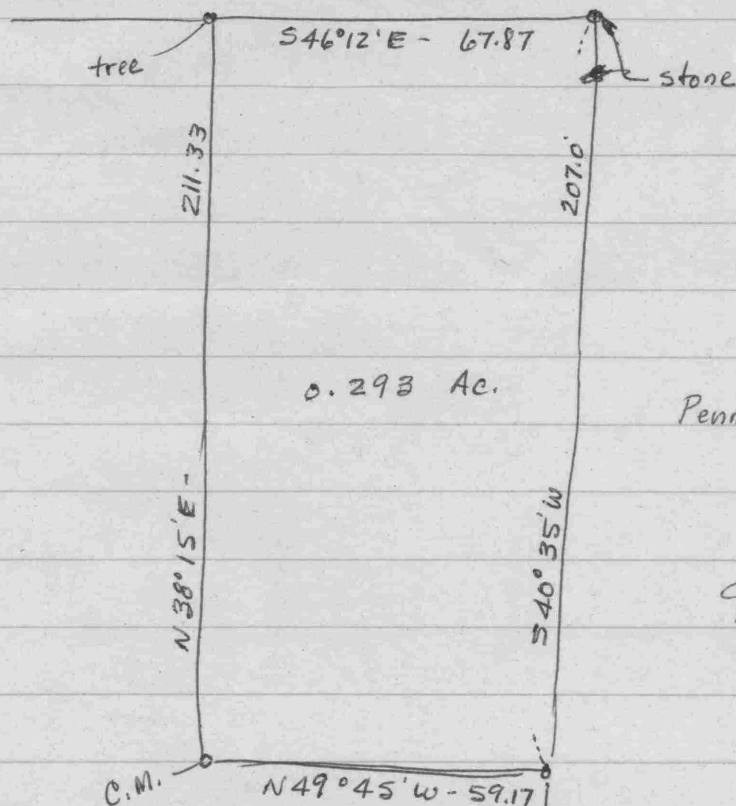 S46°12'E - 67.87
tree
stone
211.33
207.0'
0.293 Ac.
Penn
N 38°15'E -
S40°35'W
C.M.
N49°45'W - 59.17